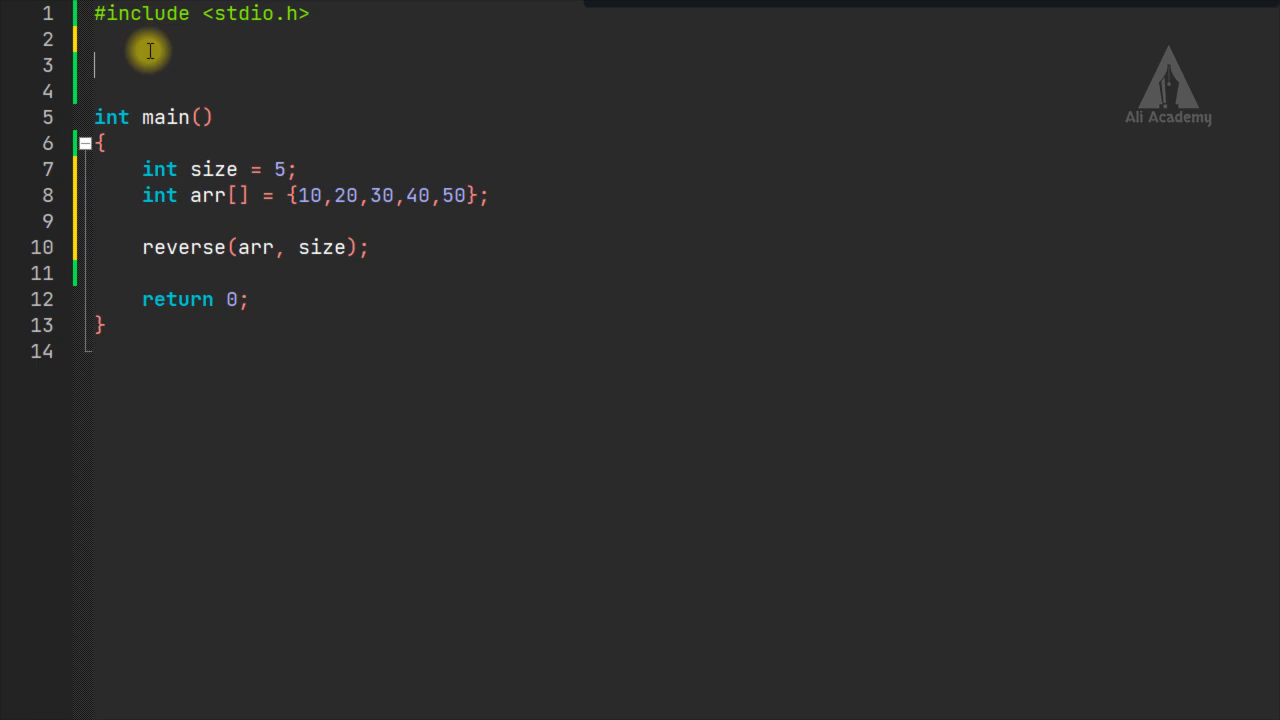 1 #include <stdio.h>
2
3
4
5 int main()
6 {
7 int size = 5;
8 int arr[] = {10,20,30,40,50};
9
10 reverse(arr, size);
11
12 return 0;
13 }
14
Ali Academy